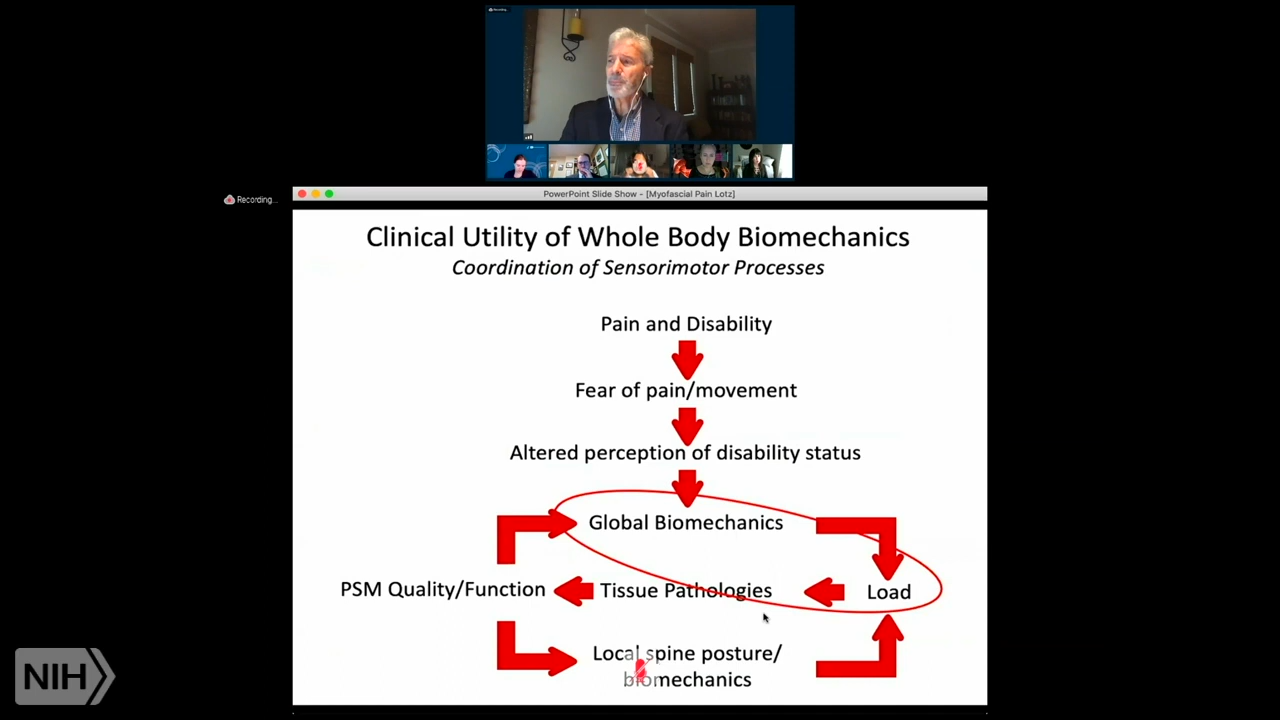 Recording...
PowerPoint Slide Show - [Myofascial Pain Lotz]
Recording...
Clinical Utility of Whole Body Biomechanics
Coordination of Sensorimotor Processes
Pain and Disability
Fear of pain/movement
Altered perception of disability status
Global Biomechanics
PSM Quality/Function
Tissue Pathologies
Load
Local spine posture/
biomechanics
NIH